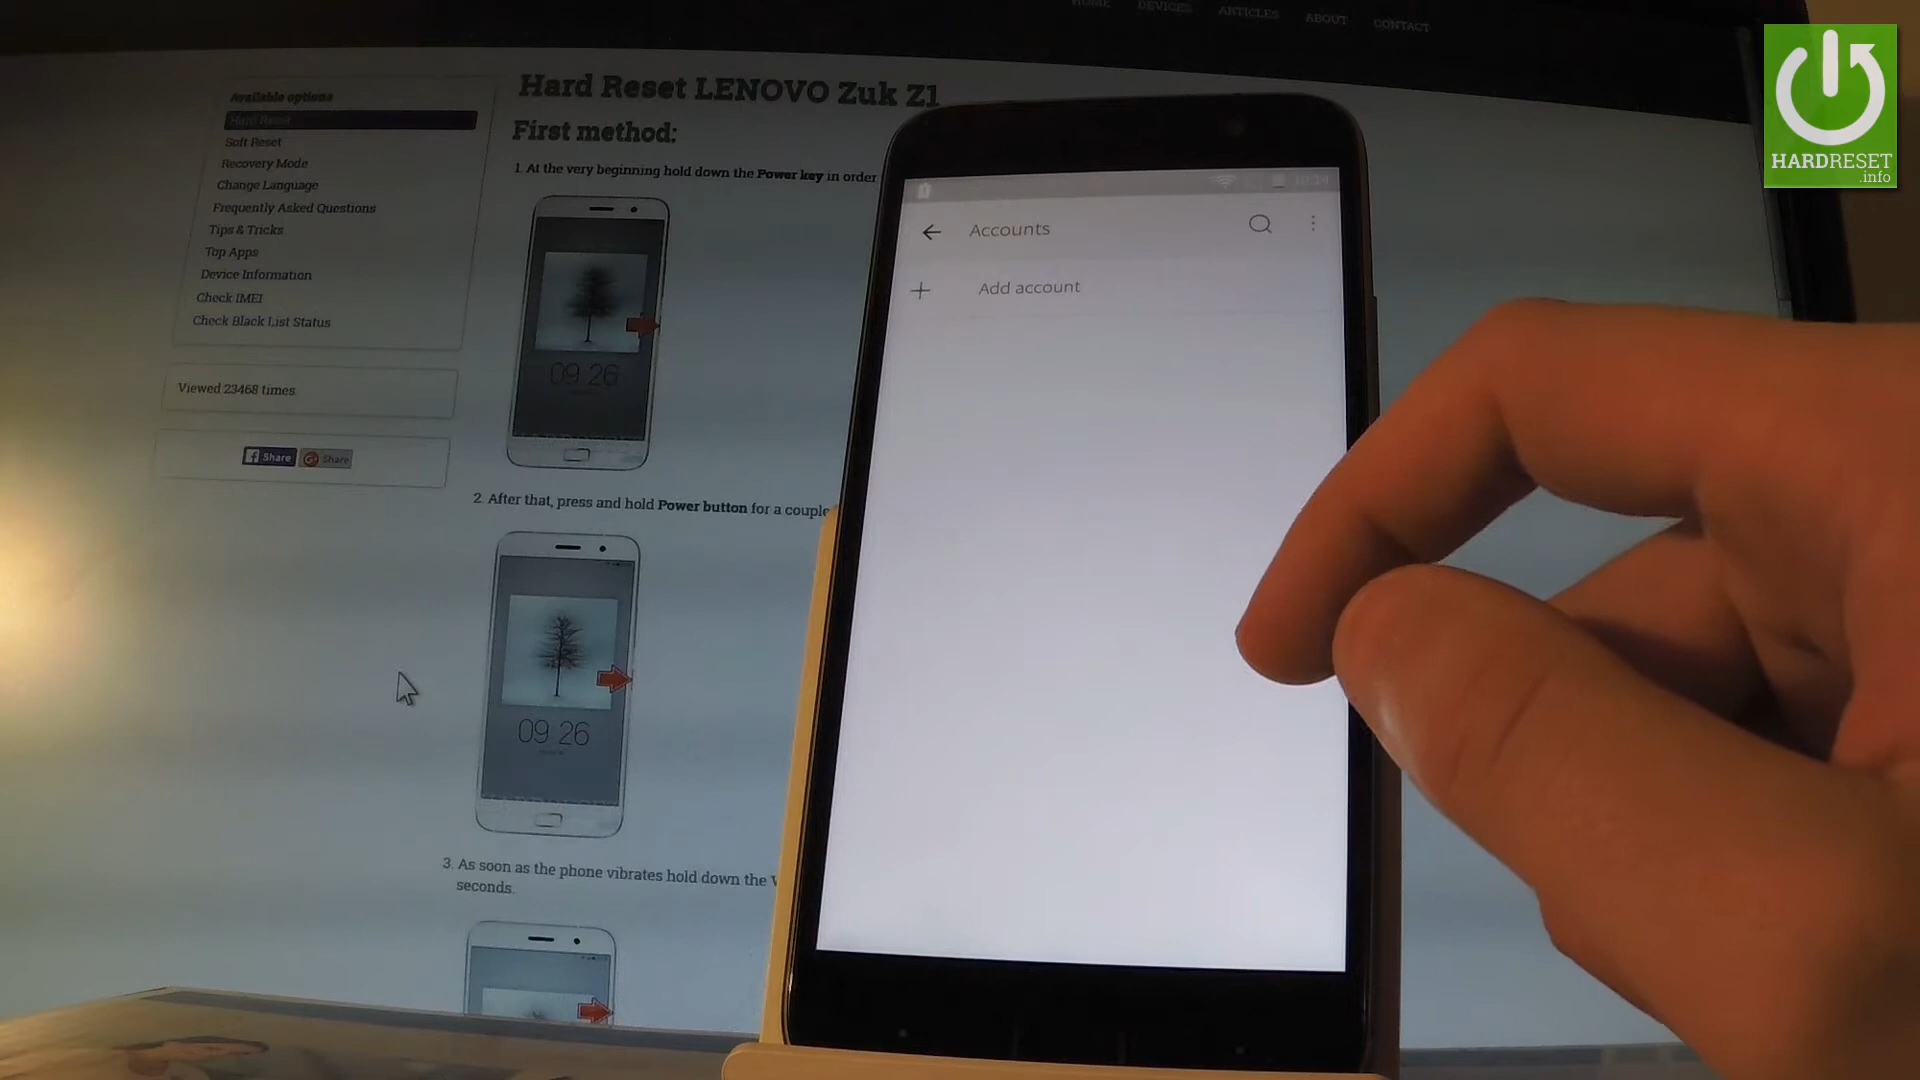 HOME DEVICES ARTICLES ABOUT CONTACT
HARDRESET
.info
Available options
Hard Reset
Soft Reset
Recovery Mode
Change Language
Frequently Asked Questions
Tips & Tricks
Top Apps
Device Information
Check IMEI
Check Black List Status
Viewed 23468 times
Share
Share
Hard Reset LENOVO Zuk Z1
First method:
1. At the very beginning hold down the Power key in order
09 26
2. After that, press and hold Power button for a couple
09 26
3. As soon as the phone vibrates hold down the
seconds.
Accounts
Add account